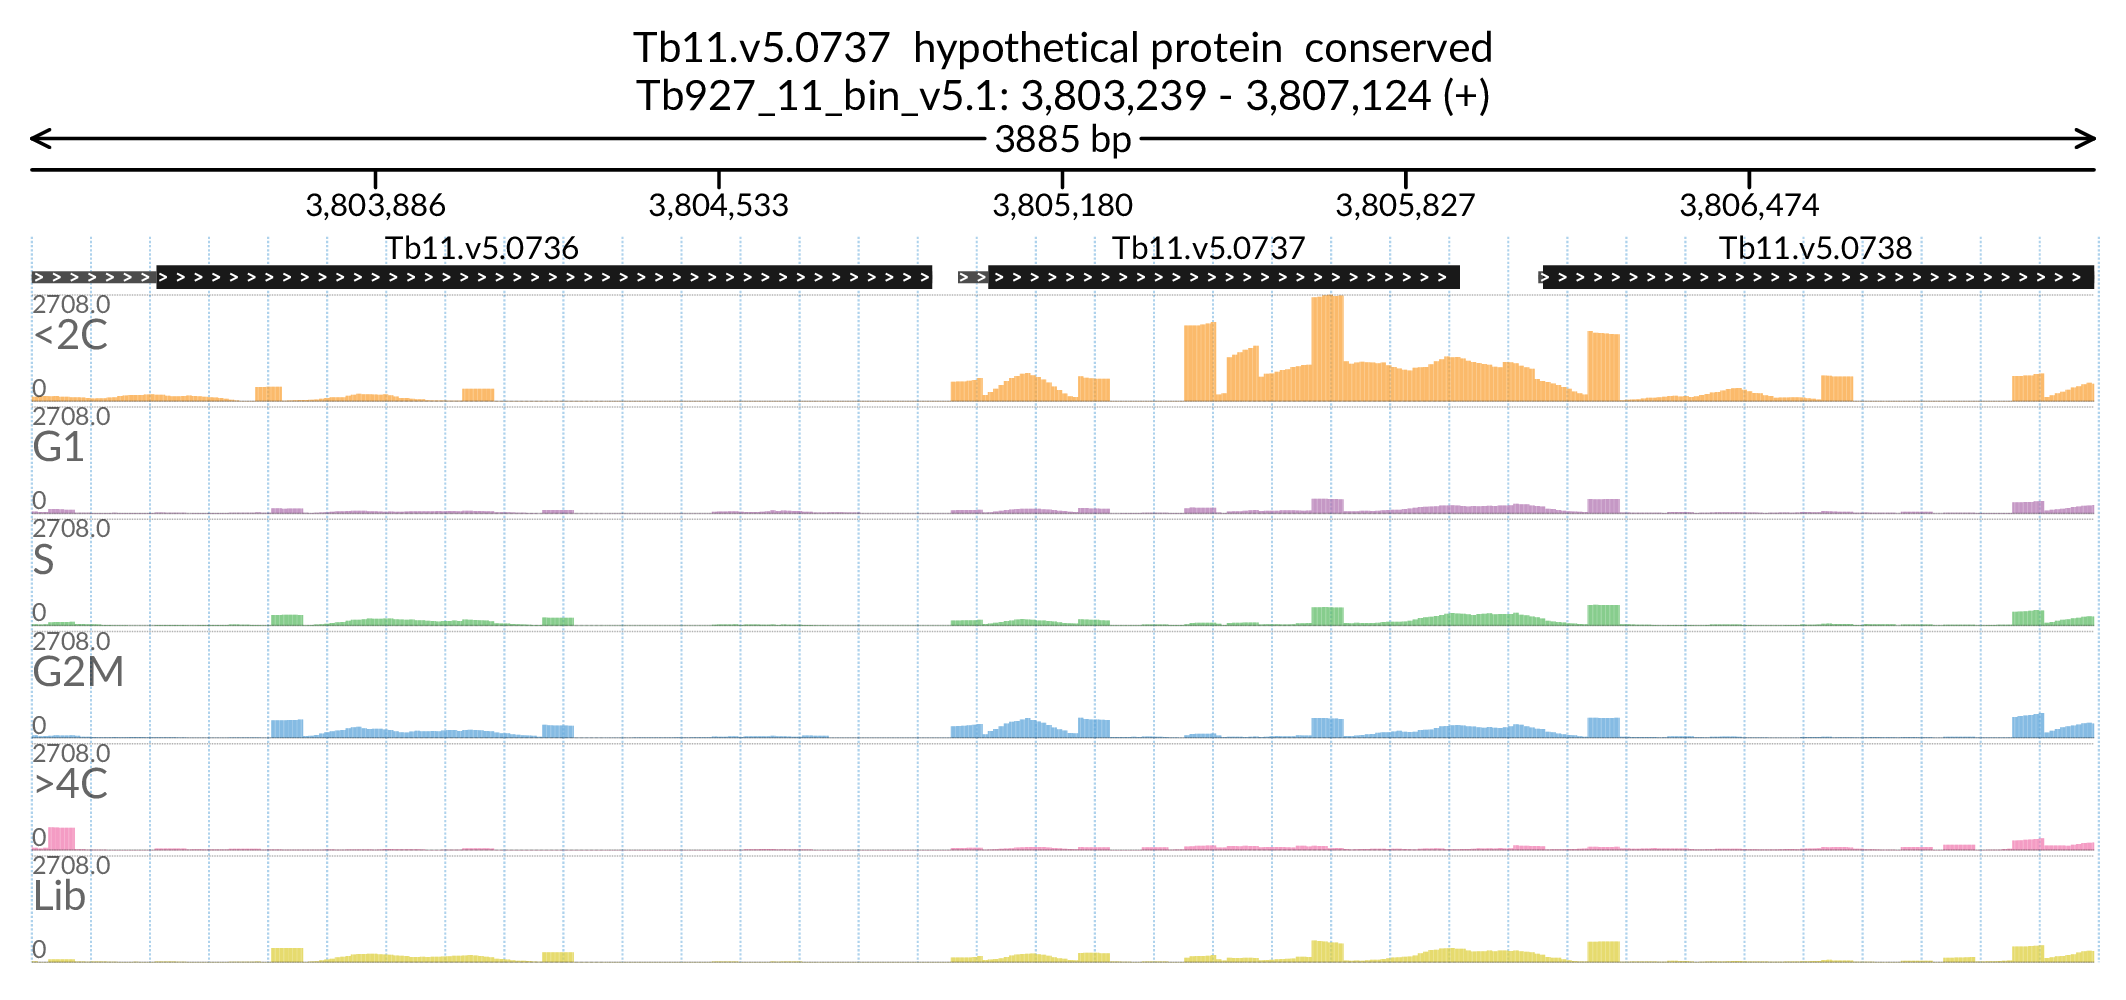 Tb11.v5.0737 hypothetical protein conserved
Tb927_11_bin_v5.1: 3,803,239 - 3,807,124 (+)
3885 bp
3,803,886 3,804,533 3,805,180 3,805,827 3,806,474
Tb11.v5.0736 Tb11.v5.0737 Tb11.v5.0738
2708.0
<2C
0
2708.0
G1
0
2708.0
S
0
2708.0
G2M
0
2708.0
>4C
0
2708.0
Lib
0